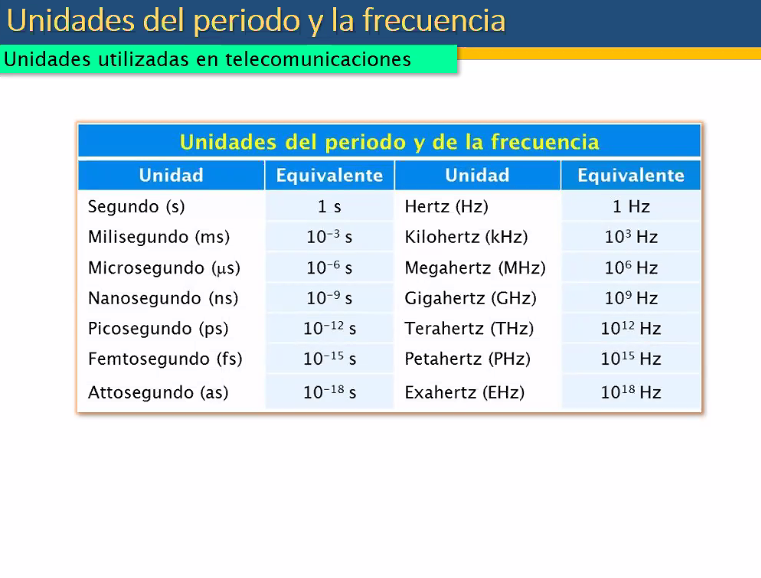 Unidades del periodo y la frecuencia
Unidades utilizadas en telecomunicaciones
Unidades del periodo y de la frecuencia
Unidad Equivalente Unidad Equivalente
Segundo (s) 1 s Hertz (Hz) 1 Hz
Milisegundo (ms) 10⁻³ s Kilohertz (kHz) 10³ Hz
Microsegundo (μs) 10⁻⁶ s Megahertz (MHz) 10⁶ Hz
Nanosegundo (ns) 10⁻⁹ s Gigahertz (GHz) 10⁹ Hz
Picosegundo (ps) 10⁻¹² s Terahertz (THz) 10¹² Hz
Femtosegundo (fs) 10⁻¹⁵ s Petahertz (PHz) 10¹⁵ Hz
Attosegundo (as) 10⁻¹⁸ s Exahertz (EHz) 10¹⁸ Hz